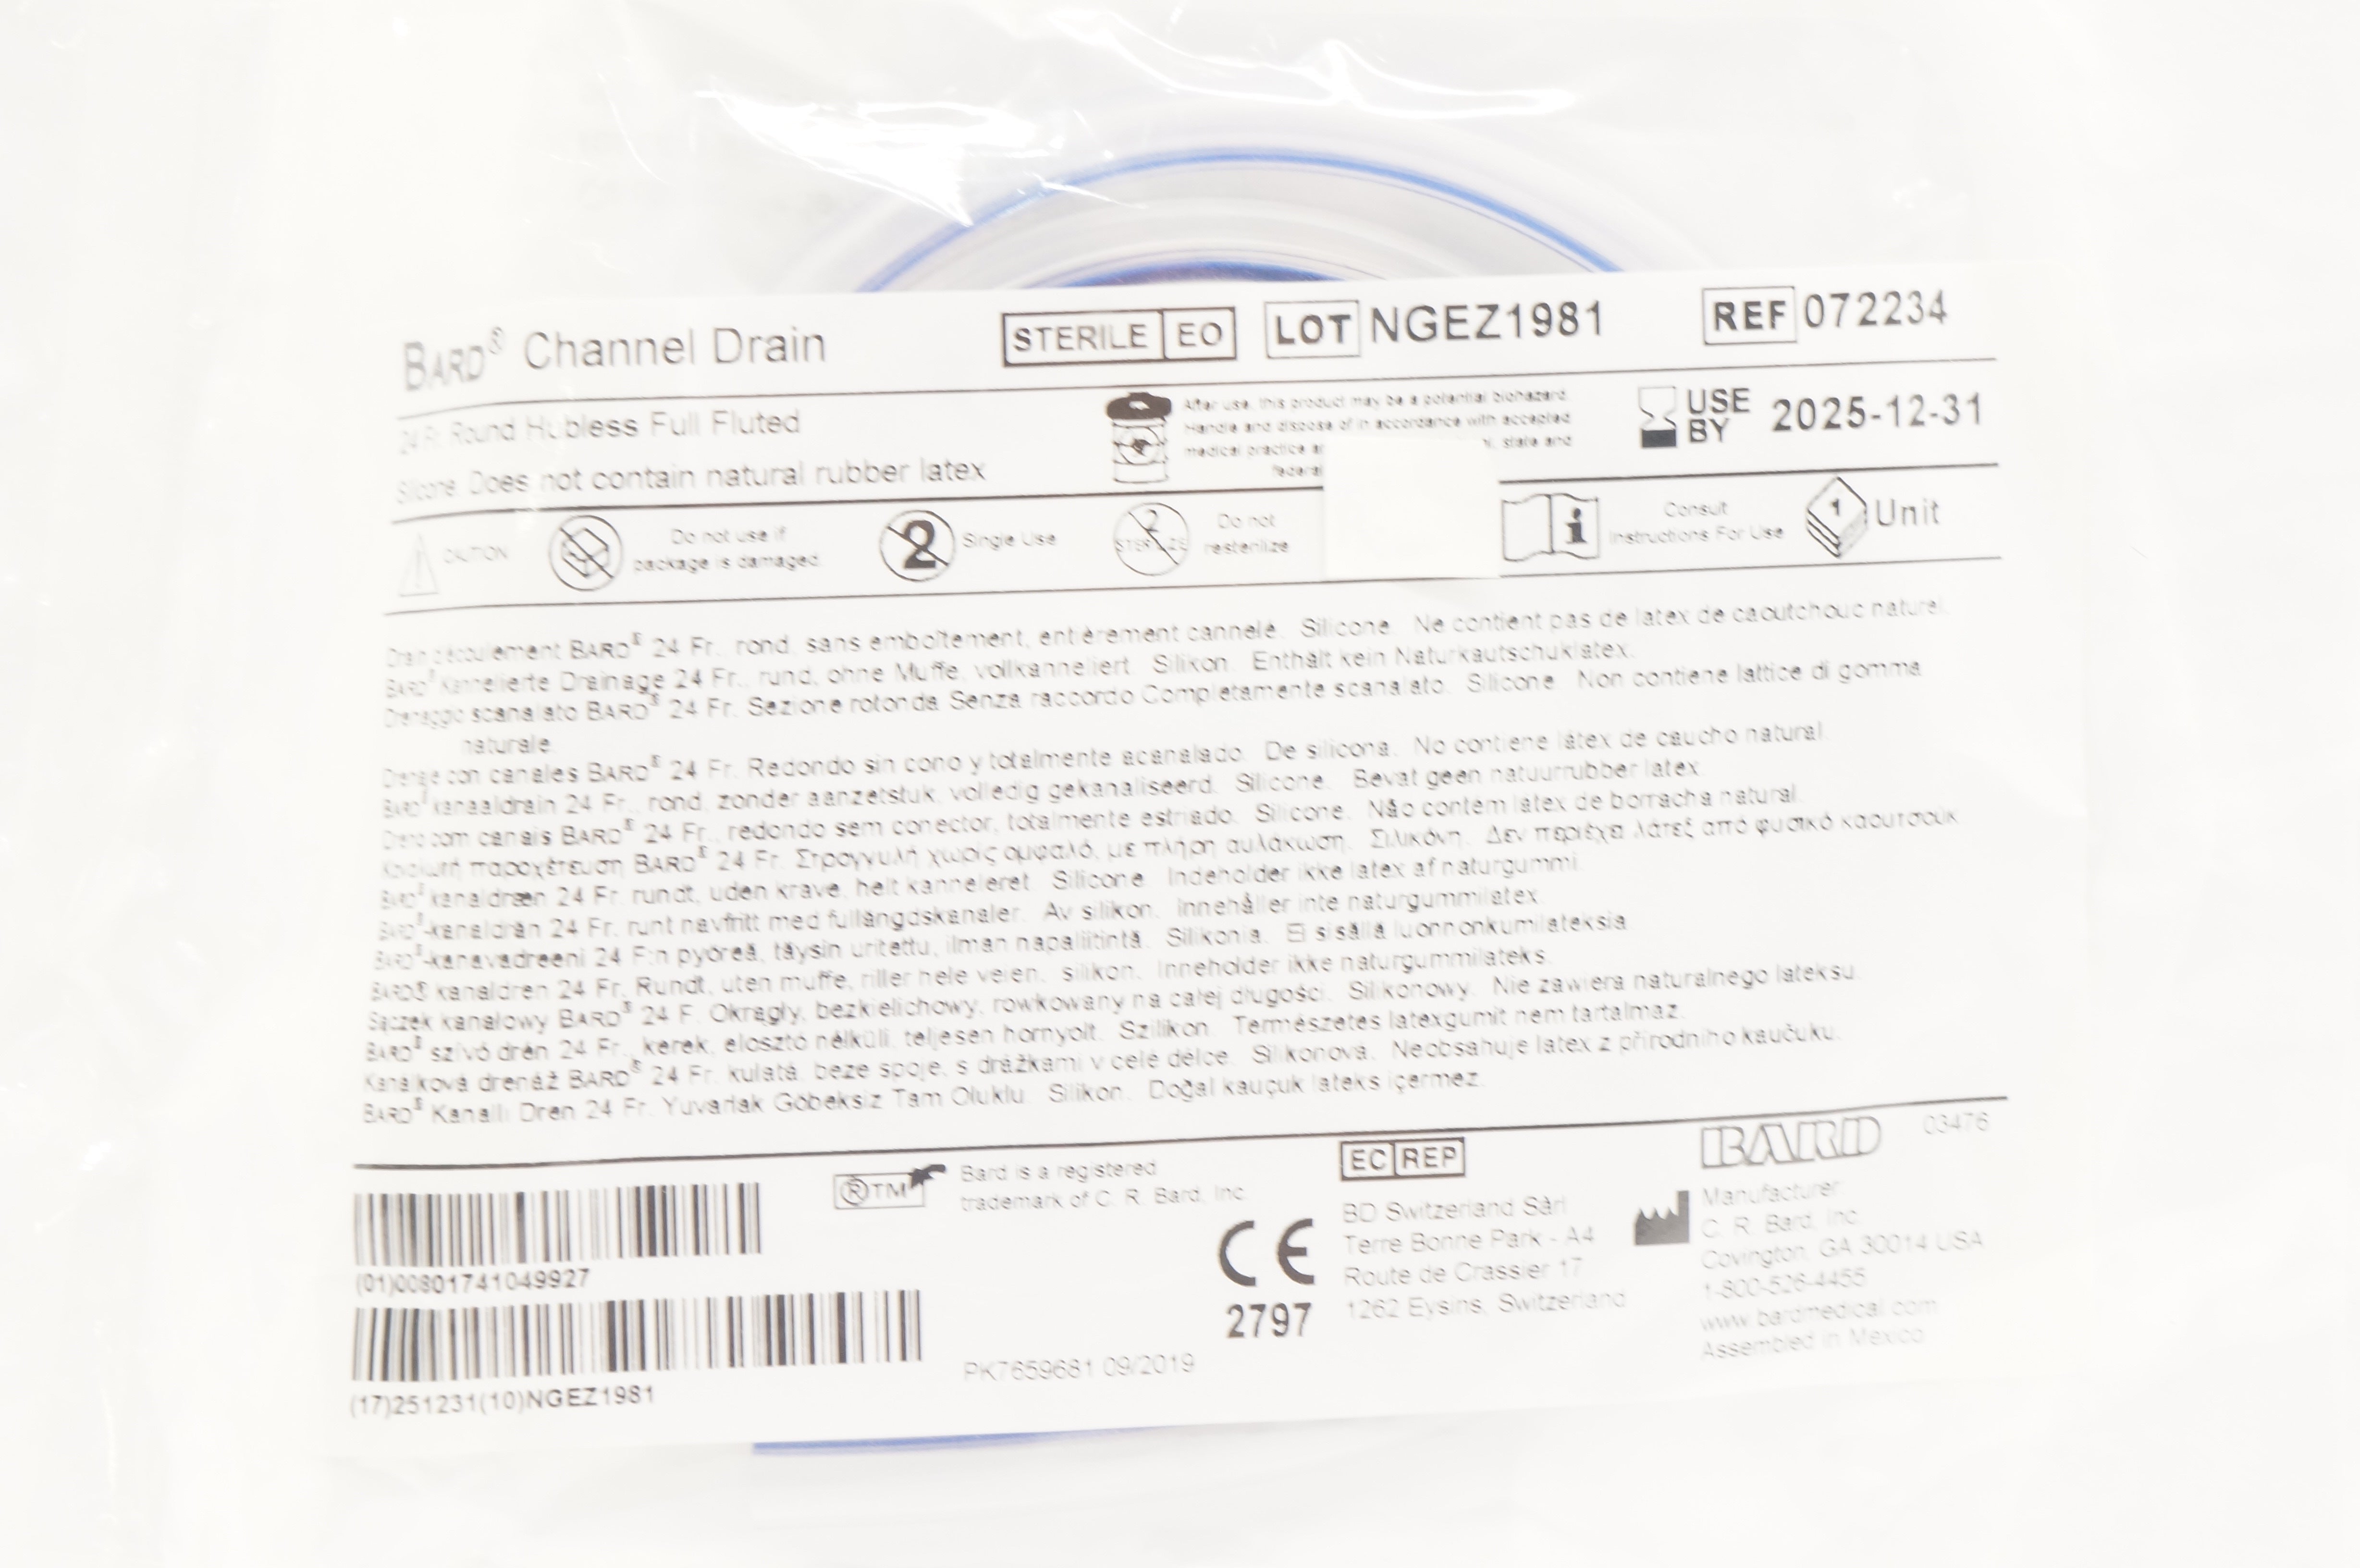 BARD® Channel Drain
STERILE EO
LOT NGEZ1981
REF 072234
24 Fr. Round Hubless Full Fluted
Silicone. Does not contain natural rubber latex
After use, this product may be a potential biohazard.
Handle and dispose of in accordance with accepted
medical practice
state and
federal
USE
BY 2025-12-31
CAUTION
Do not use if
package is damaged.
2
Single Use
2
STERILIZE
Do not
resterilize
i
Consult
Instructions For Use
1
Unit
Drain d'écoulement BARD® 24 Fr. rond, sans emboîtement, entièrement cannelé. Silicone. Ne contient pas de latex de caoutchouc naturel.
BARD® Kannelierte Drainage 24 Fr., rund, ohne Muffe, vollkanneliert. Silikon. Enthält kein Naturkautschuklatex.
Drenaggio scanalato BARD® 24 Fr. Sezione rotonda Senza raccordo Completamente scanalato. Silicone. Non contiene lattice di gomma
naturale.
Drenaje con canales BARD® 24 Fr. Redondo sin cono y totalmente acanalado. De silicona. No contiene látex de caucho natural.
BARD® kanaaldrain 24 Fr., rond, zonder aanzetstuk, volledig gekanaliseerd. Silicone. Bevat geen natuurrubber latex.
Dreno com canais BARD® 24 Fr., redondo sem conector, totalmente estriado. Silicone. Não contém látex de borracha natural.
παροχέτευση BARD® 24 Fr. Στρογγυλή χωρίς ομφαλό, με πλήρη αυλάκωση. Σιλικόνη. Δεν περιέχει λάτεξ από φυσικό καουτσούκ
BARD® kanaldræn 24 Fr. rundt, uden krave, helt kanneleret. Silicone. Indeholder ikke latex af naturgummi.
BARD®-kanaldrän 24 Fr. runt navfritt med fullängdskanaler. Av silikon. Innehåller inte naturgummilatex.
BARD®-kanavadreeni 24 F:n pyöreä, täysin uritettu, ilman napaliitintä. Silikonia. Ei sisällä luonnonkumilateksia
BARD® kanaldren 24 Fr, Rundt, uten muffe, riller hele veien. silikon. Inneholder ikke naturgummilateks.
Sączek kanałowy BARD® 24 F. Okrągły, bezkielichowy, rowkowany na całej długości. Silikonowy. Nie zawiera naturalnego lateksu
BARD® szívó drén 24 Fr., kerek, elosztó nélküli, teljesen hornyolt. Szilikon. Természetes latexgumit nem tartalmaz.
Kanálková drenáž BARD® 24 Fr. kulatá, beze spoje, s drážkami v celé délce. Silikonová. Neobsahuje latex z přírodního kaučuku.
BARD® Kanallı Dren 24 Fr. Yuvarlak Göbeksiz Tam Oluklu. Silikon. Doğal kauçuk lateks içermez.
(01)00801741049927
(17)251231(10)NGEZ1981
®TM
Bard is a registered
trademark of C. R. Bard, Inc.
PK7659681 09/2019
CE
2797
EC REP
BD Switzerland Sàrl
Terre Bonne Park - A4
Route de Crassier 17
1262 Eysins, Switzerland
BARD
03476
Manufacturer
C. R. Bard, Inc.
Covington, GA 30014 USA
1-800-526-4455
www.bardmedical.com
Assembled in Mexico